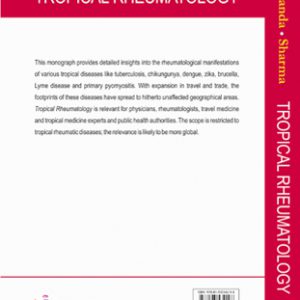 TROPICAL RHEUMATOLOGY
This monograph provides detailed insights into the rheumatological manifestations
of various tropical diseases like tuberculosis, chikungunya, dengue, zika, brucella,
Lyme disease and primary pyomyositis. With expansion in travel and trade, the
footprints of these diseases have spread to hitherto unaffected geographical areas.
Tropical Rheumatology is relevant for physicians, rheumatologists, travel medicine
and tropical medicine experts and public health authorities. The scope is restricted to
tropical rheumatic diseases; the relevance is likely to be more global.
anda • Sharma
TROPICAL RHEUMATOLOGY